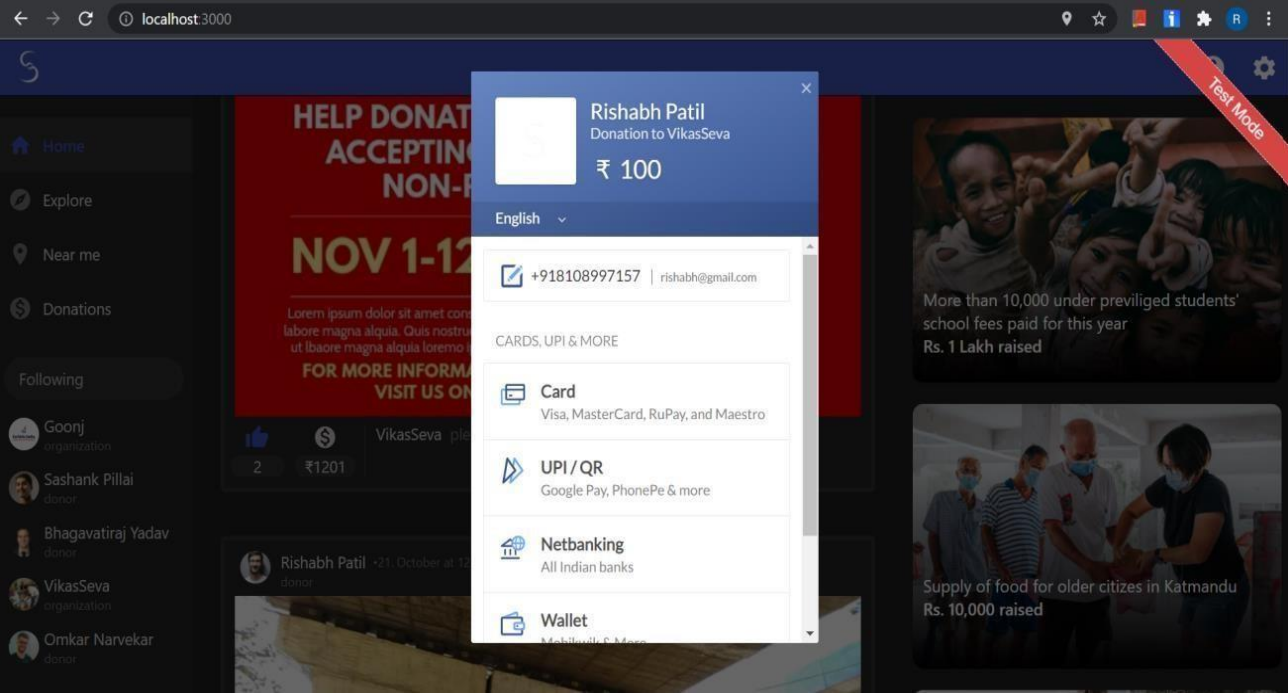 localhost:3000
R
Test Mode
Home
Explore
Near me
Donations
Following
Goonj
organization
Sashank Pillai
donor
Bhagavatiraj Yadav
donor
VikasSeva
organization
Omkar Narvekar
donor
HELP DONAT
ACCEPTIN
NON-
NOV 1-12
Lorem ipsum dolor sit amet cons
labore magna alquia. Quis nostru
ut lbaore magna alquia loremo i
FOR MORE INFORMA
VISIT US ON
2
₹1201
VikasSeva ple
Rishabh Patil •21. October at 12
donor
×
Rishabh Patil
Donation to VikasSeva
₹ 100
English
+918108997157 | rishabh@gmail.com
CARDS, UPI & MORE
Card
Visa, MasterCard, RuPay, and Maestro
UPI / QR
Google Pay, PhonePe & more
Netbanking
All Indian banks
Wallet
Mobikwik & More
More than 10,000 under previliged students'
school fees paid for this year
Rs. 1 Lakh raised
Supply of food for older citizes in Katmandu
Rs. 10,000 raised